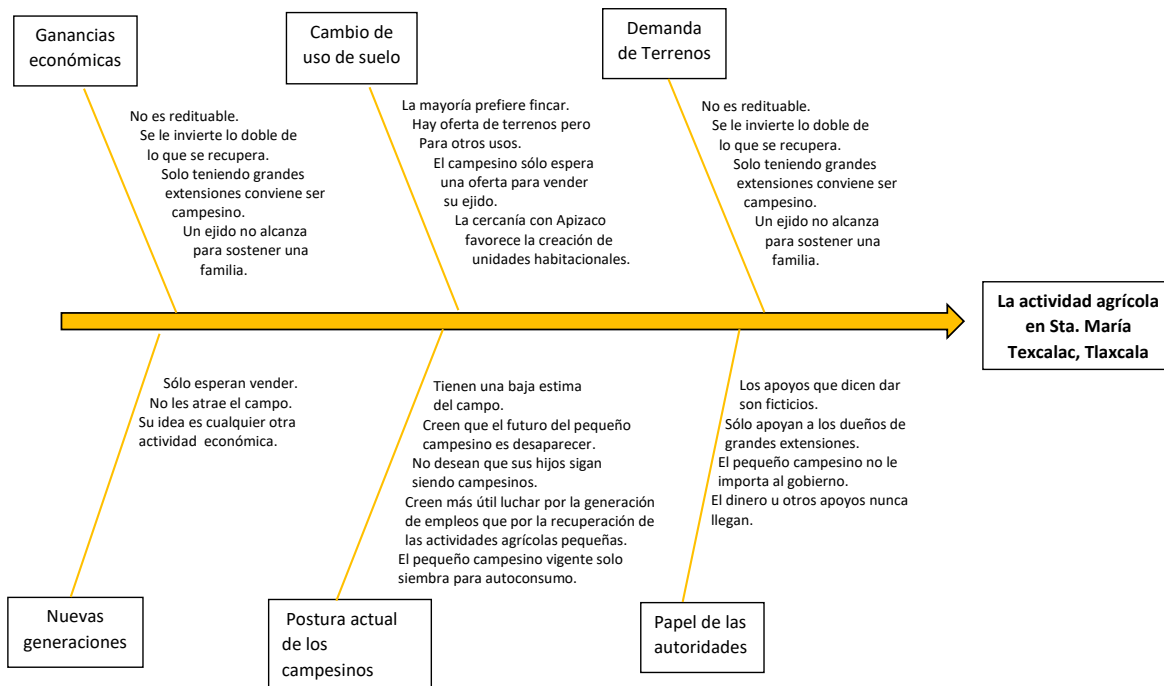 Ganancias
económicas
Cambio de
uso de suelo
Demanda
de Terrenos
No es redituable.
Se le invierte lo doble de
lo que se recupera.
Solo teniendo grandes
extensiones conviene ser
campesino.
Un ejido no alcanza
para sostener una
familia.
La mayoría prefiere fincar.
Hay oferta de terrenos pero
Para otros usos.
El campesino sólo espera
una oferta para vender
su ejido.
La cercanía con Apizaco
favorece la creación de
unidades habitacionales.
No es redituable.
Se le invierte lo doble de
lo que se recupera.
Solo teniendo grandes
extensiones conviene ser
campesino.
Un ejido no alcanza
para sostener una
familia.
La actividad agrícola
en Sta. María
Texcalac, Tlaxcala
Sólo esperan vender.
No les atrae el campo.
Su idea es cualquier otra
actividad económica.
Tienen una baja estima
del campo.
Creen que el futuro del pequeño
campesino es desaparecer.
No desean que sus hijos sigan
siendo campesinos.
Creen más útil luchar por la generación
de empleos que por la recuperación de
las actividades agrícolas pequeñas.
El pequeño campesino vigente solo
siembra para autoconsumo.
Los apoyos que dicen dar
son ficticios.
Sólo apoyan a los dueños de
grandes extensiones.
El pequeño campesino no le
importa al gobierno.
El dinero u otros apoyos nunca
llegan.
Nuevas
generaciones
Postura actual
de los
campesinos
Papel de las
autoridades